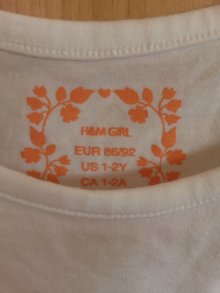 H&M GIRL
EUR 86/92
US 1-2Y
CA 1-2A